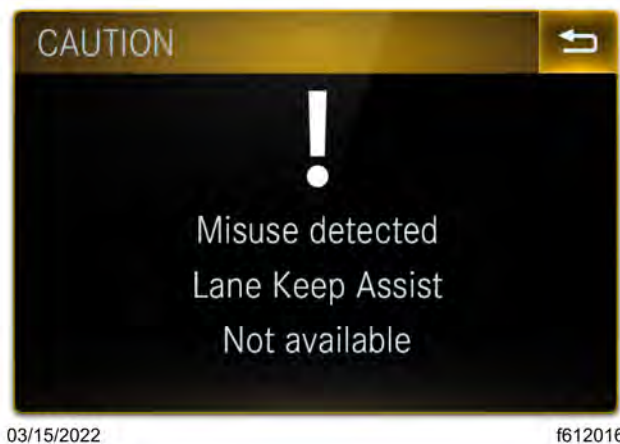 CAUTION
!
Misuse detected
Lane Keep Assist
Not available
03/15/2022
f612016